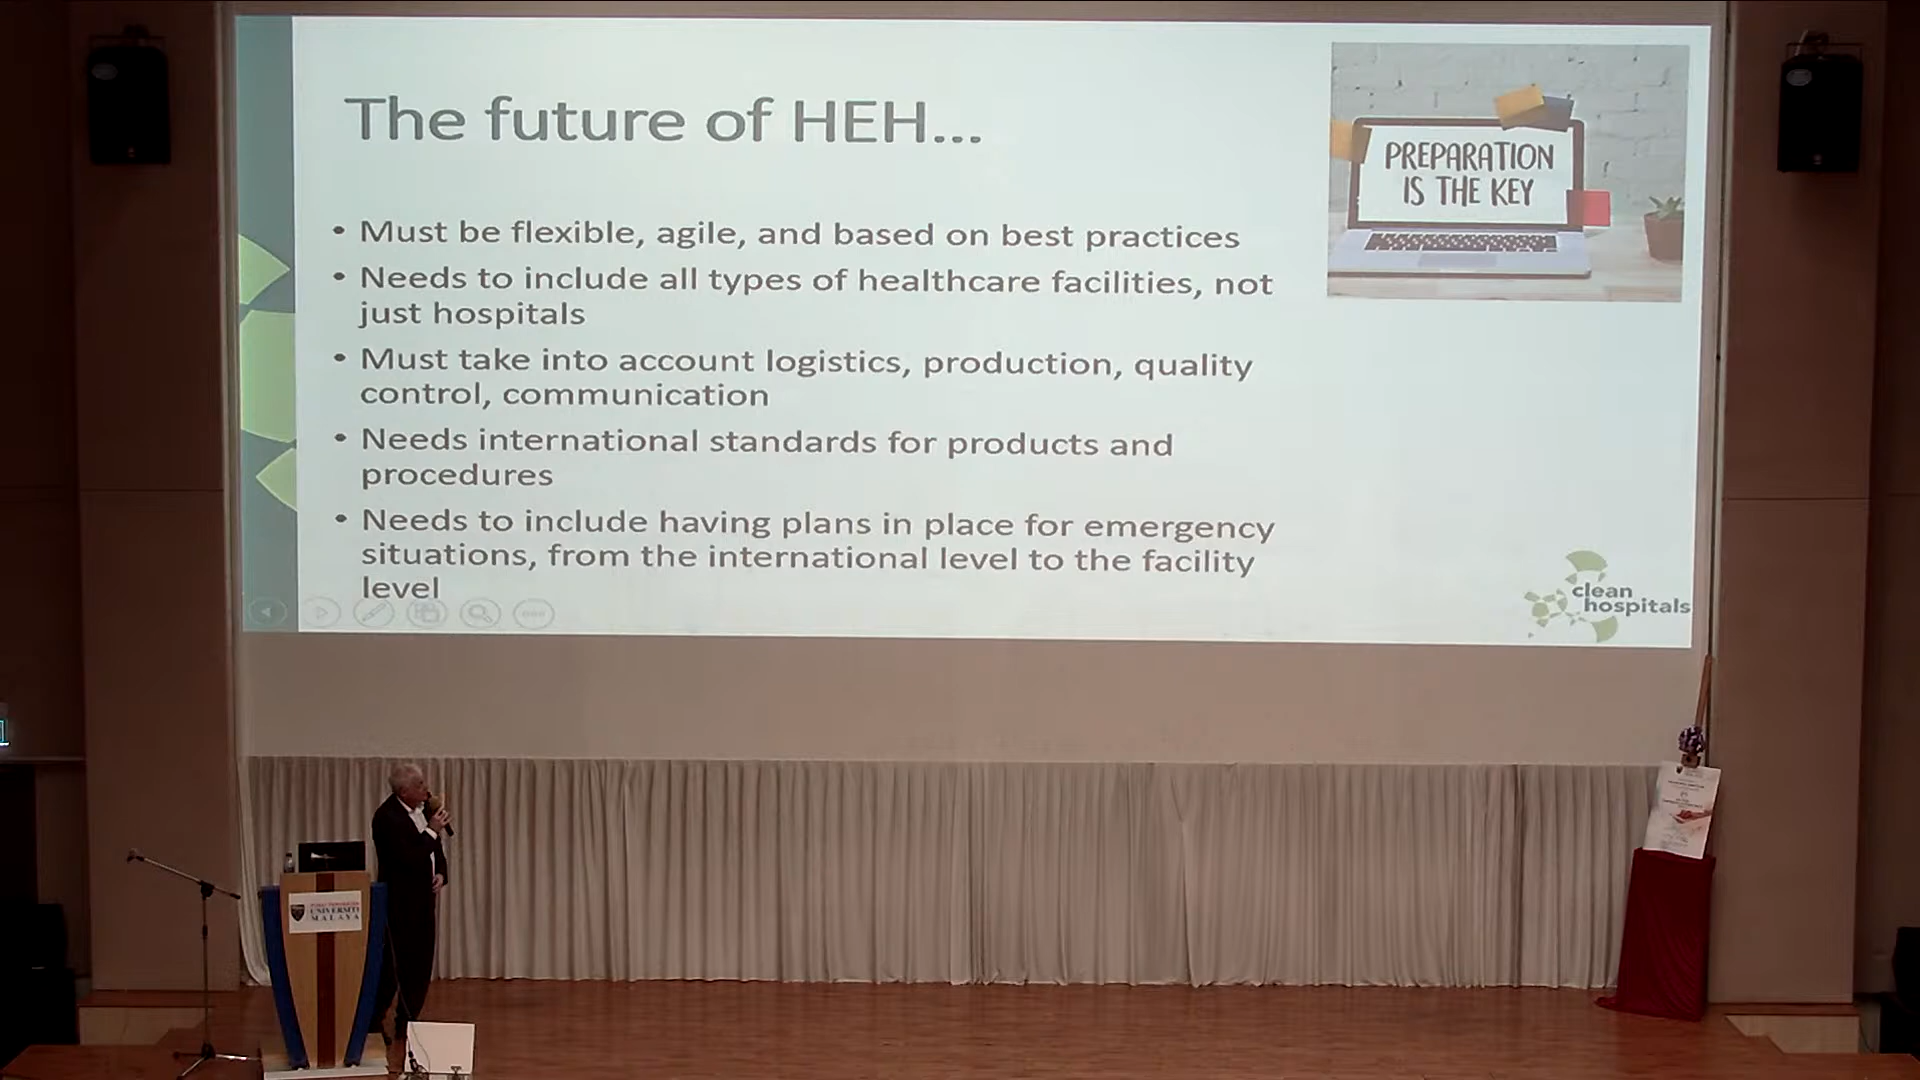 The future of HEH...
PREPARATION
IS THE KEY
• Must be flexible, agile, and based on best practices
• Needs to include all types of healthcare facilities, not
just hospitals
• Must take into account logistics, production, quality
control, communication
• Needs international standards for products and
procedures
• Needs to include having plans in place for emergency
situations, from the international level to the facility
level
clean
hospitals
UNIVERSITI
MALAYA